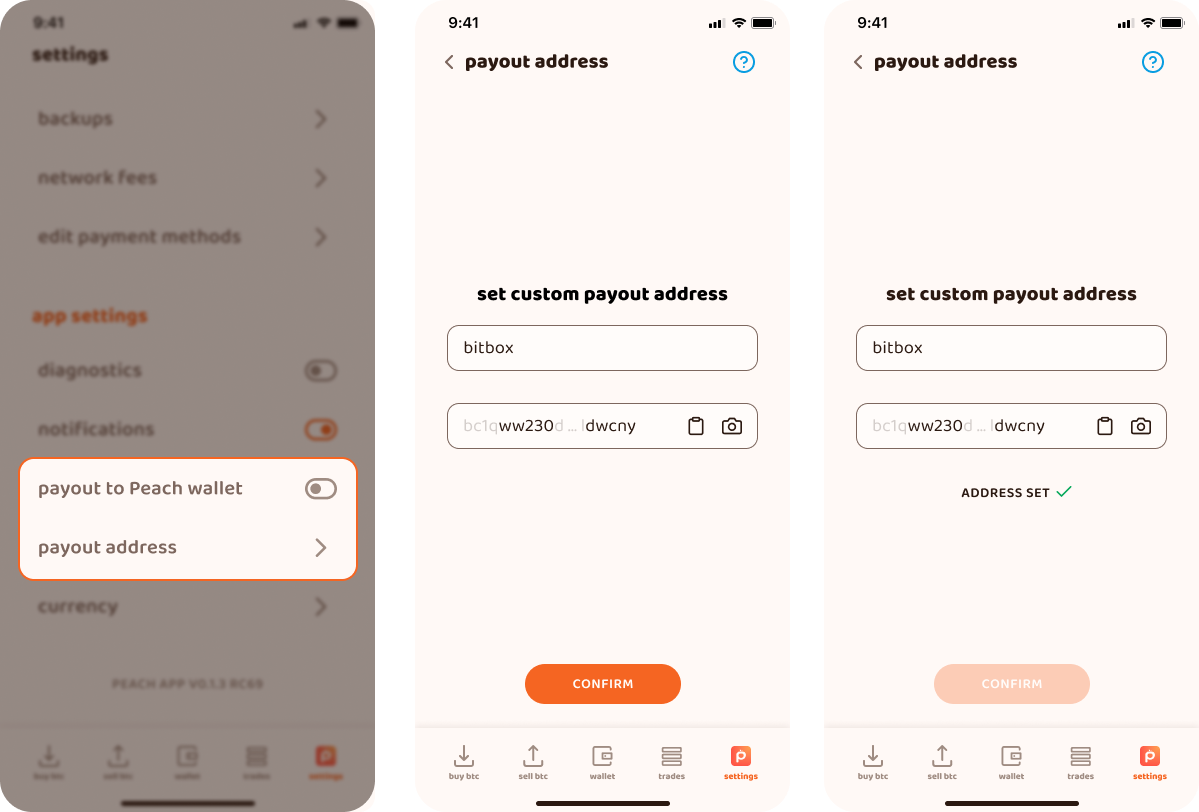 9:41
settings
backups
network fees
edit payment methods
app settings
diagnostics
notifications
payout to Peach wallet
payout address
currency
PEACH APP V0.1.3 RC69
buy btc sell btc wallet trades settings
9:41
payout address ?
set custom payout address
bitbox
bc1qww230d ... ldwcny
CONFIRM
buy btc sell btc wallet trades settings
9:41
payout address ?
set custom payout address
bitbox
bc1qww230d ... ldwcny
ADDRESS SET
CONFIRM
buy btc sell btc wallet trades settings